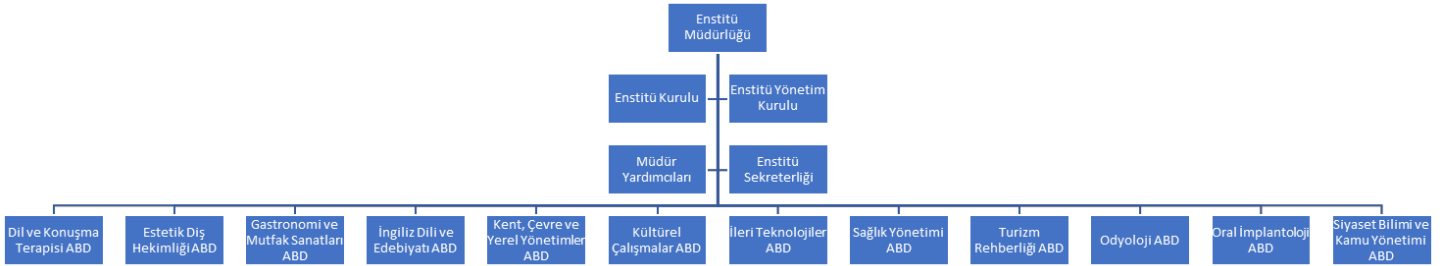 Enstitü
Müdürlüğü
Enstitü Kurulu
Enstitü Yönetim
Kurulu
Müdür
Yardımcıları
Enstitü
Sekreterliği
Dil ve Konuşma
Terapisi ABD
Estetik Diş
Hekimliği ABD
Gastronomi ve
Mutfak Sanatları
ABD
İngiliz Dili ve
Edebiyatı ABD
Kent, Çevre ve
Yerel Yönetimler
ABD
Kültürel
Çalışmalar ABD
İleri Teknolojiler
ABD
Sağlık Yönetimi
ABD
Turizm
Rehberliği ABD
Odyoloji ABD
Oral İmplantoloji
ABD
Siyaset Bilimi ve
Kamu Yönetimi
ABD